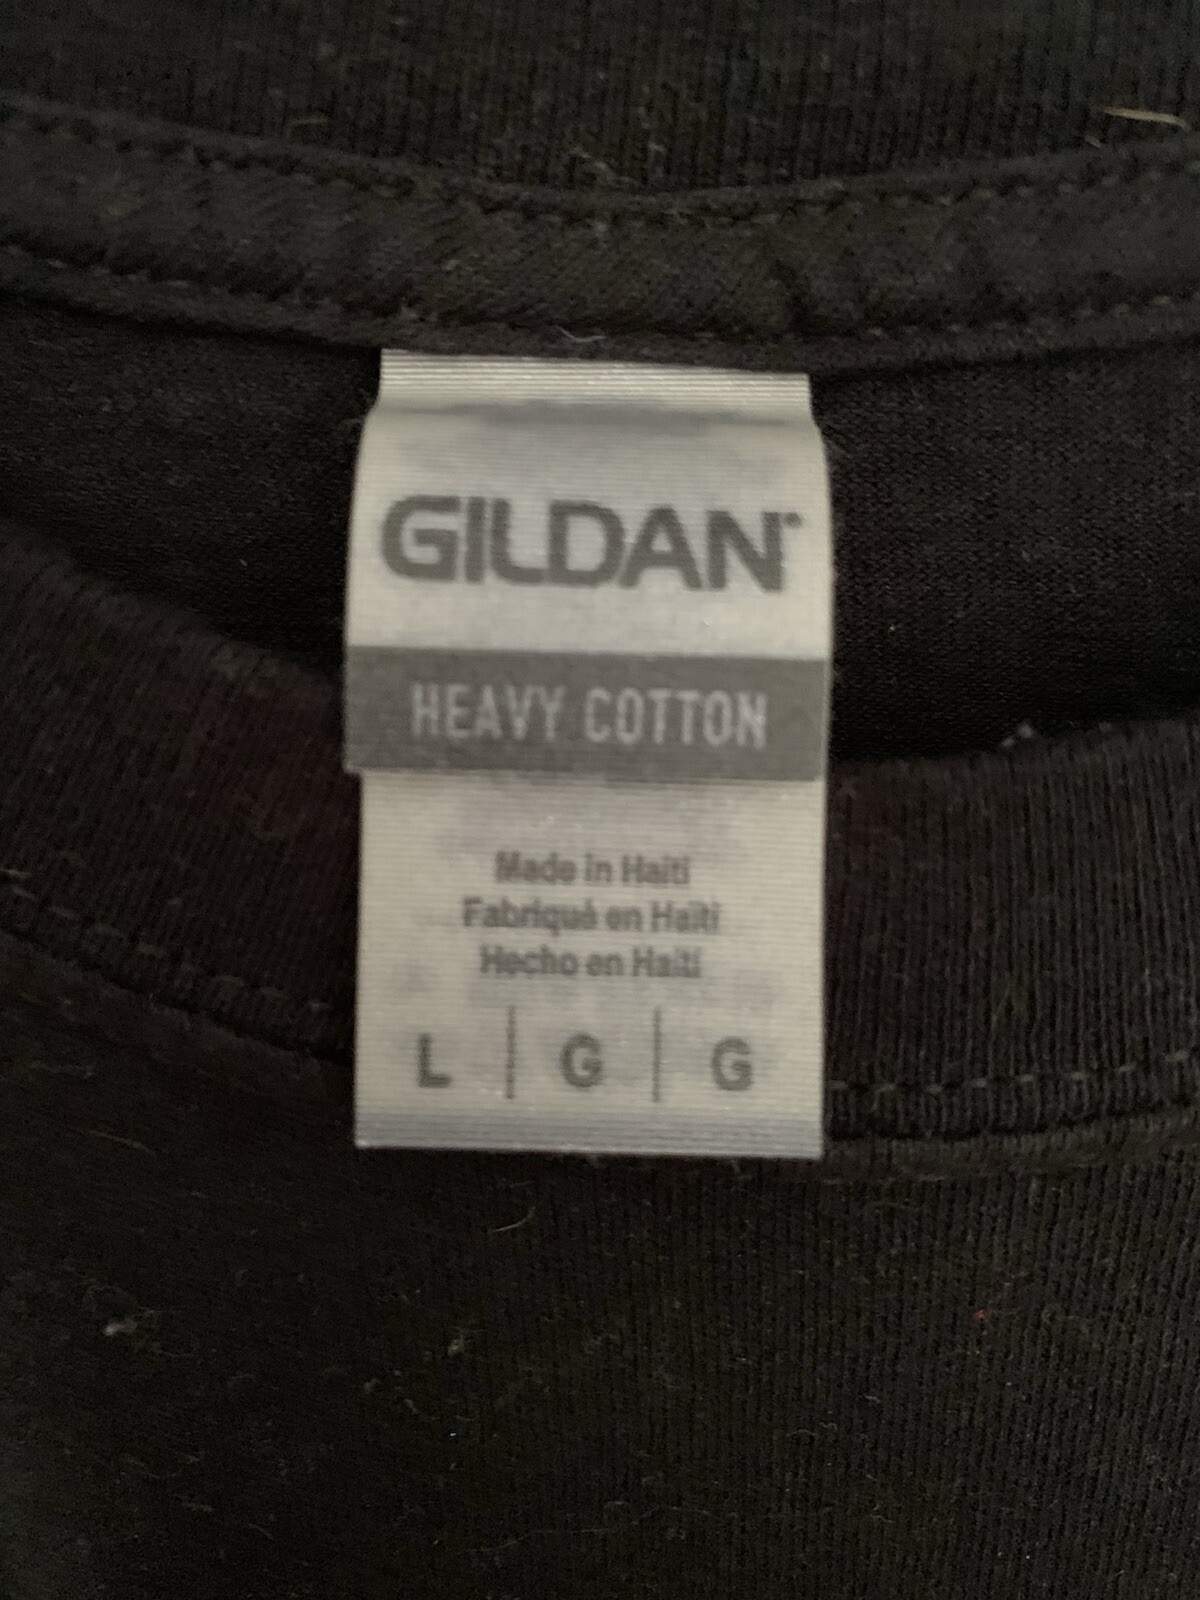 GILDAN®
HEAVY COTTON
Made in Haiti
Fabriqué en Haïti
Hecho en Haití
L | G | G